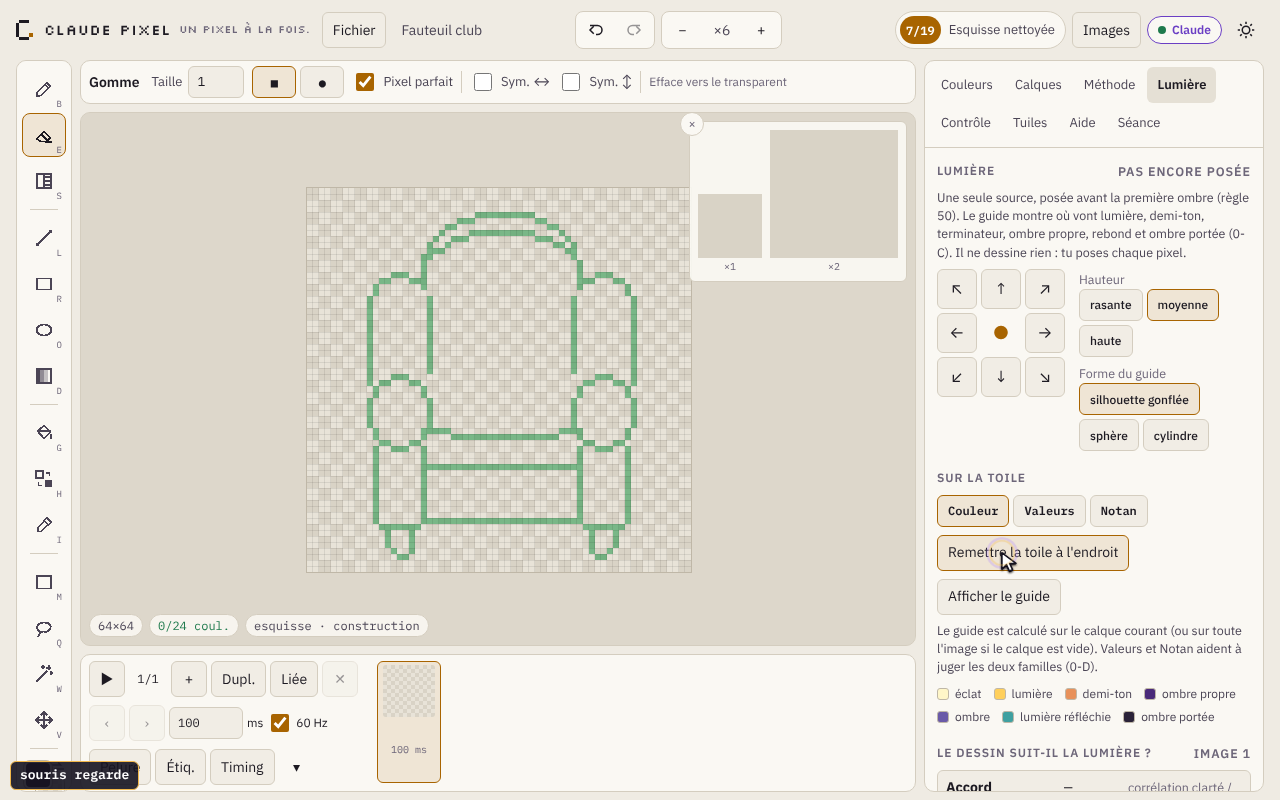 CLAUDE PIXEL UN PIXEL À LA FOIS. Fichier Fauteuil club − ×6 + 7/19 Esquisse nettoyée Images Claude
Gomme Taille 1 Pixel parfait Sym. Sym. Efface vers le transparent
B
E
S
L
R
O
D
G
H
I
M
Q
W
V
×
×1 ×2
64×64 0/24 coul. esquisse · construction
1/1 + Dupl. Liée ×
‹ › 100 ms 60 Hz
Étiq. Timing ▼
100 ms
souris regarde
Couleurs Calques Méthode Lumière
Contrôle Tuiles Aide Séance
LUMIÈRE PAS ENCORE POSÉE
Une seule source, posée avant la première ombre (règle
50). Le guide montre où vont lumière, demi-ton,
terminateur, ombre propre, rebond et ombre portée (0-
C). Il ne dessine rien : tu poses chaque pixel.
↖ ↑ ↗
← →
↙ ↓ ↘
Hauteur
rasante moyenne
haute
Forme du guide
silhouette gonflée
sphère cylindre
SUR LA TOILE
Couleur Valeurs Notan
Remettre la toile à l'endroit
Afficher le guide
Le guide est calculé sur le calque courant (ou sur toute
l'image si le calque est vide). Valeurs et Notan aident à
juger les deux familles (0-D).
éclat lumière demi-ton ombre propre
ombre lumière réfléchie ombre portée
LE DESSIN SUIT-IL LA LUMIÈRE ? IMAGE 1
Accord — corrélation clarté /